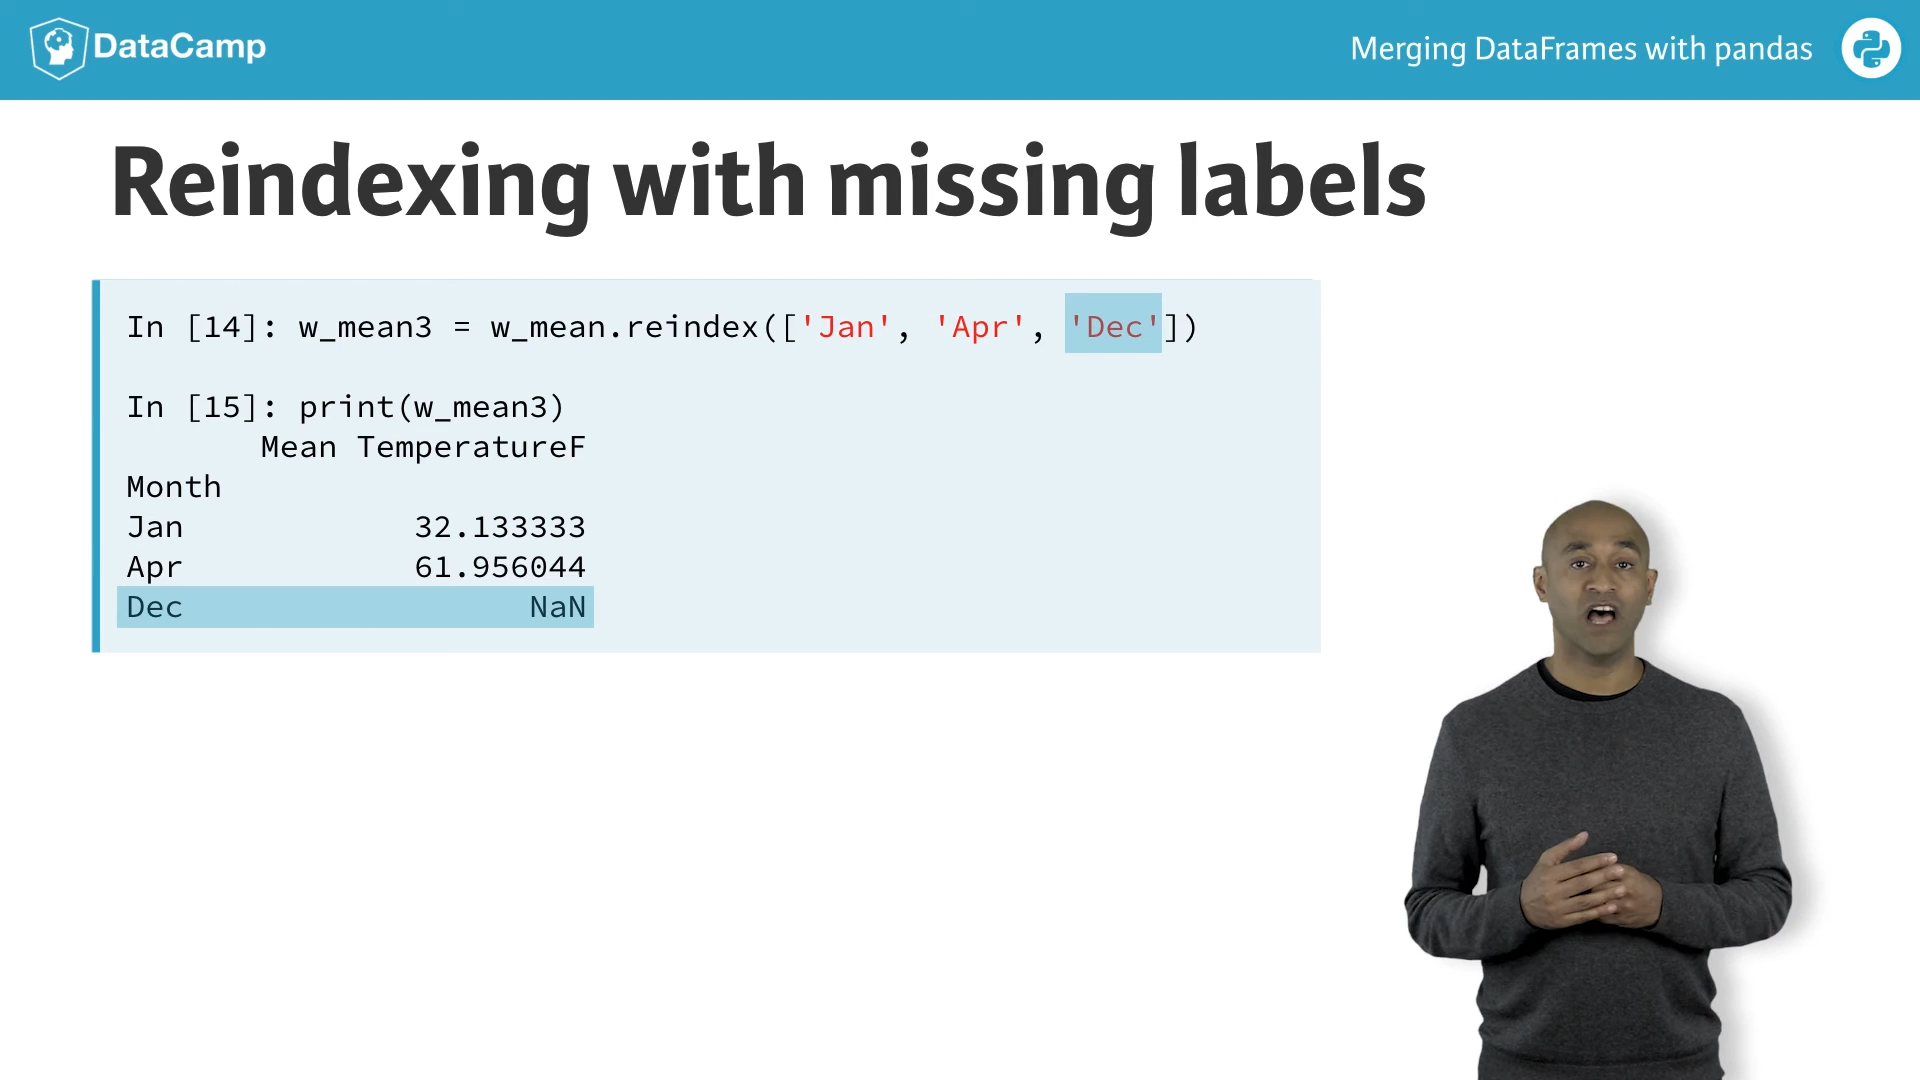 DataCamp
Merging DataFrames with pandas
Reindexing with missing labels
In [14]: w_mean3 = w_mean.reindex(['Jan', 'Apr', 'Dec'])
In [15]: print(w_mean3)
Mean TemperatureF
Month
Jan 32.133333
Apr 61.956044
Dec NaN